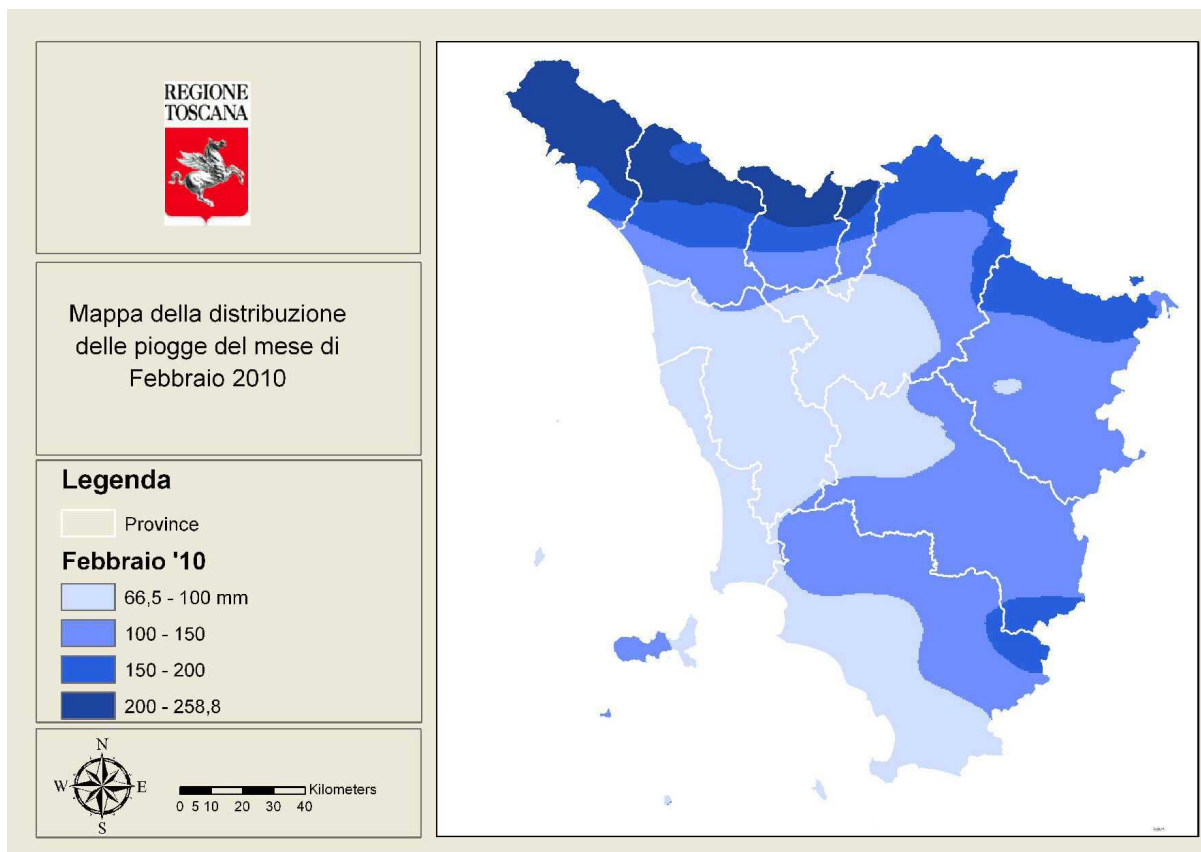 REGIONE
TOSCANA
Mappa della distribuzione
delle piogge del mese di
Febbraio 2010
Legenda
Province
Febbraio '10
66,5 - 100 mm
100 - 150
150 - 200
200 - 258,8
N
W E
S
Kilometers
0 5 10 20 30 40